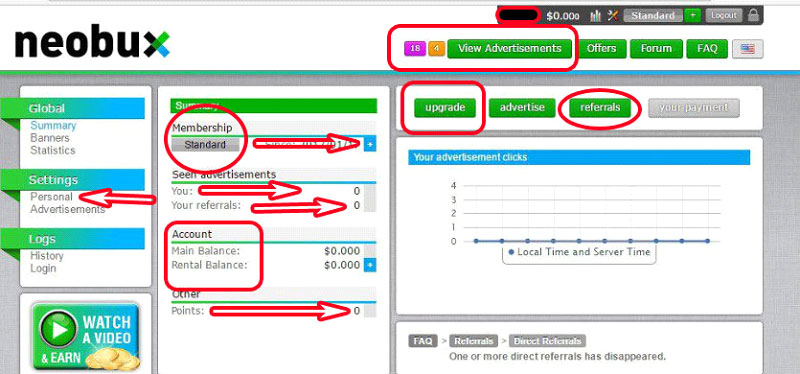 $0.000 Standard + Logout
neobux
18 4 View Advertisements Offers Forum FAQ
Global
Summary
Banners
Statistics
Settings
Personal
Advertisements
Logs
History
Login
WATCH
A VIDEO
& EARN
Summary
Membership
Standard
Since:
+
Seen advertisements
You: 0
Your referrals: 0
Account
Main Balance: $0.000
Rental Balance: $0.000 +
Other
Points: 0
upgrade advertise referrals your payment
Your advertisement clicks
4
3
2
1
0
Local Time and Server Time
FAQ > Referrals > Direct Referrals
One or more direct referrals has disappeared.